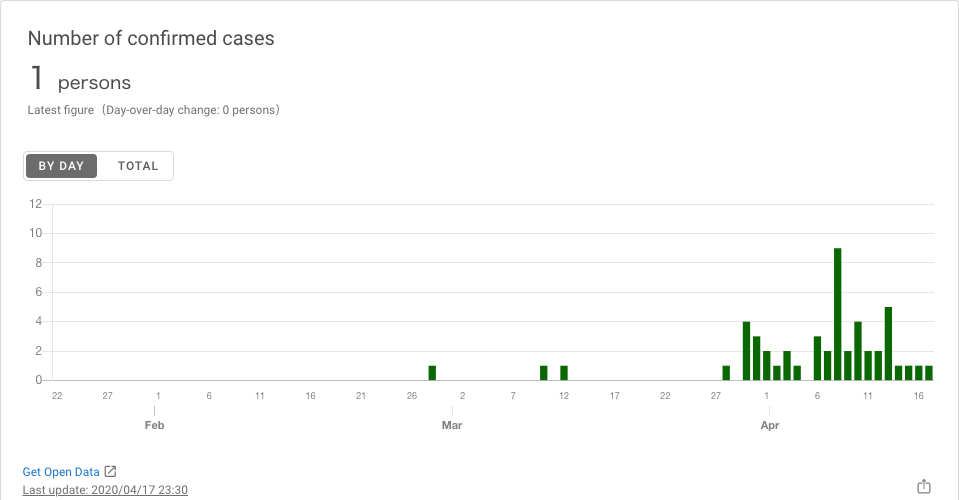 Number of confirmed cases
1 persons
Latest figure（Day-over-day change: 0 persons）
BY DAY TOTAL
12
10
8
6
4
2
0
22 27 1 6 11 16 21 26 2 7 12 17 22 27 1 6 11 16
Feb Mar Apr
Get Open Data
Last update: 2020/04/17 23:30